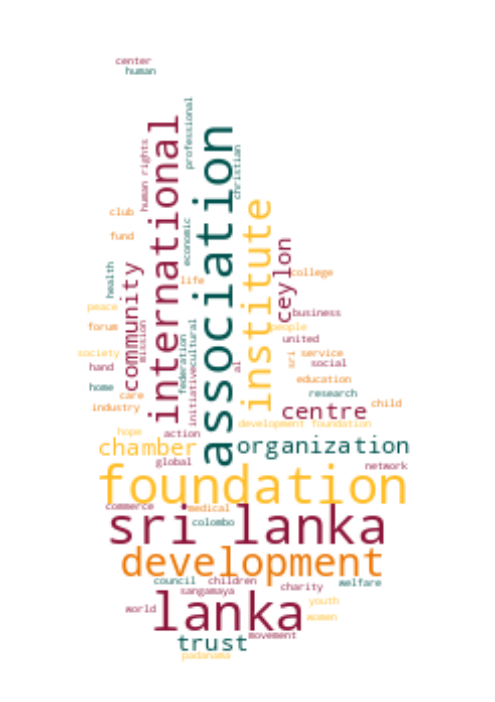 center
human
professional
international
association
human rights
christian
institute
club
fund
economic
ceylon
health
community
life
college
peace
business
forum
mission
federation
cultural
people
united
society
initiative
al
sri
service
hand
social
home
care
education
research
industry
centre
child
hope
action
development foundation
chamber
organization
global
network
foundation
commerce
medical
sri lanka
colombo
development
council
children
charity
welfare
sangamaya
world
lanka
youth
women
trust
movement
padanama